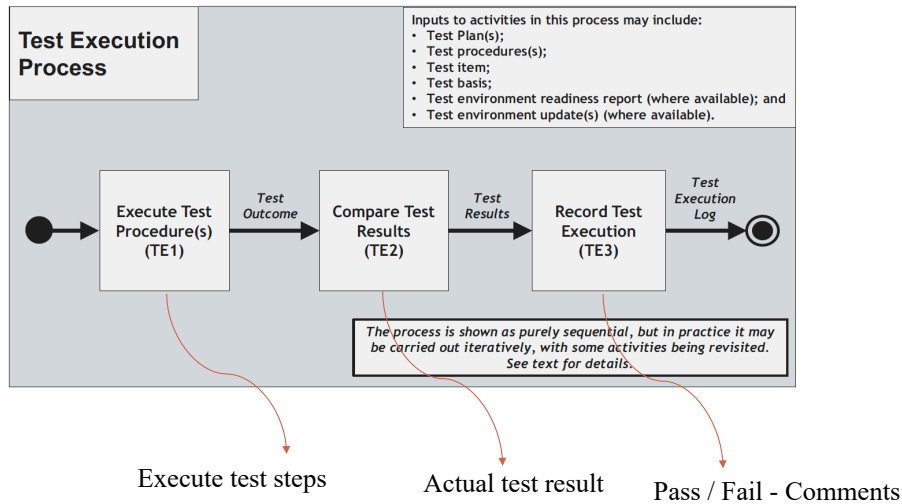 Test Execution
Process
Inputs to activities in this process may include:
• Test Plan(s);
• Test procedures(s);
• Test item;
• Test basis;
• Test environment readiness report (where available); and
• Test environment update(s) (where available).
Execute Test
Procedure(s)
(TE1)
Test
Outcome
Compare Test
Results
(TE2)
Test
Results
Record Test
Execution
(TE3)
Test
Execution
Log
The process is shown as purely sequential, but in practice it may
be carried out iteratively, with some activities being revisited.
See text for details.
Execute test steps
Actual test result
Pass / Fail - Comments